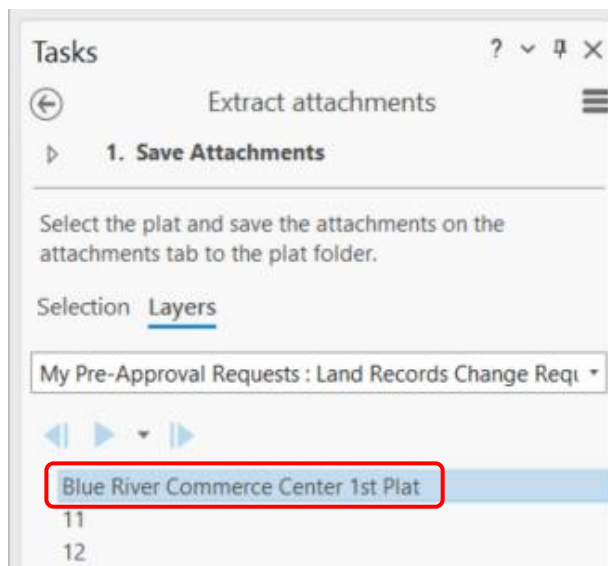 Tasks ?
Extract attachments
1. Save Attachments
Select the plat and save the attachments on the
attachments tab to the plat folder.
Selection Layers
My Pre-Approval Requests : Land Records Change Requ
Blue River Commerce Center 1st Plat
11
12